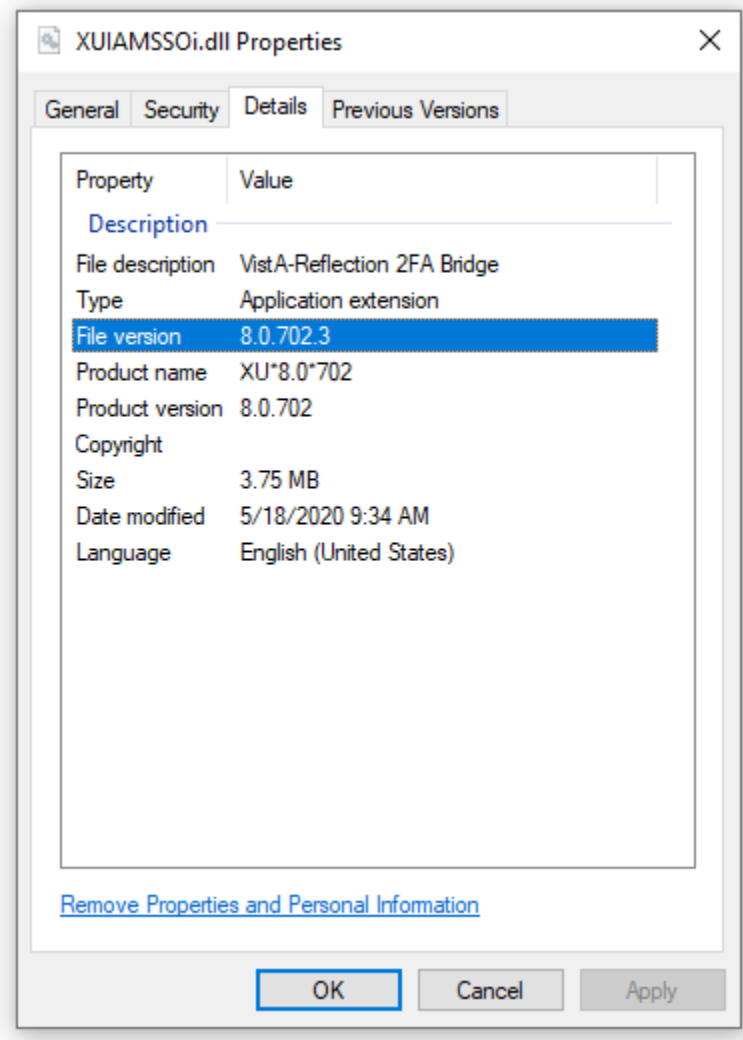 XUIAMSSOi.dll Properties
General Security Details Previous Versions
Property Value
Description
File description VistA-Reflection 2FA Bridge
Type Application extension
File version 8.0.702.3
Product name XU*8.0*702
Product version 8.0.702
Copyright
Size 3.75 MB
Date modified 5/18/2020 9:34 AM
Language English (United States)
Remove Properties and Personal Information
OK Cancel Apply